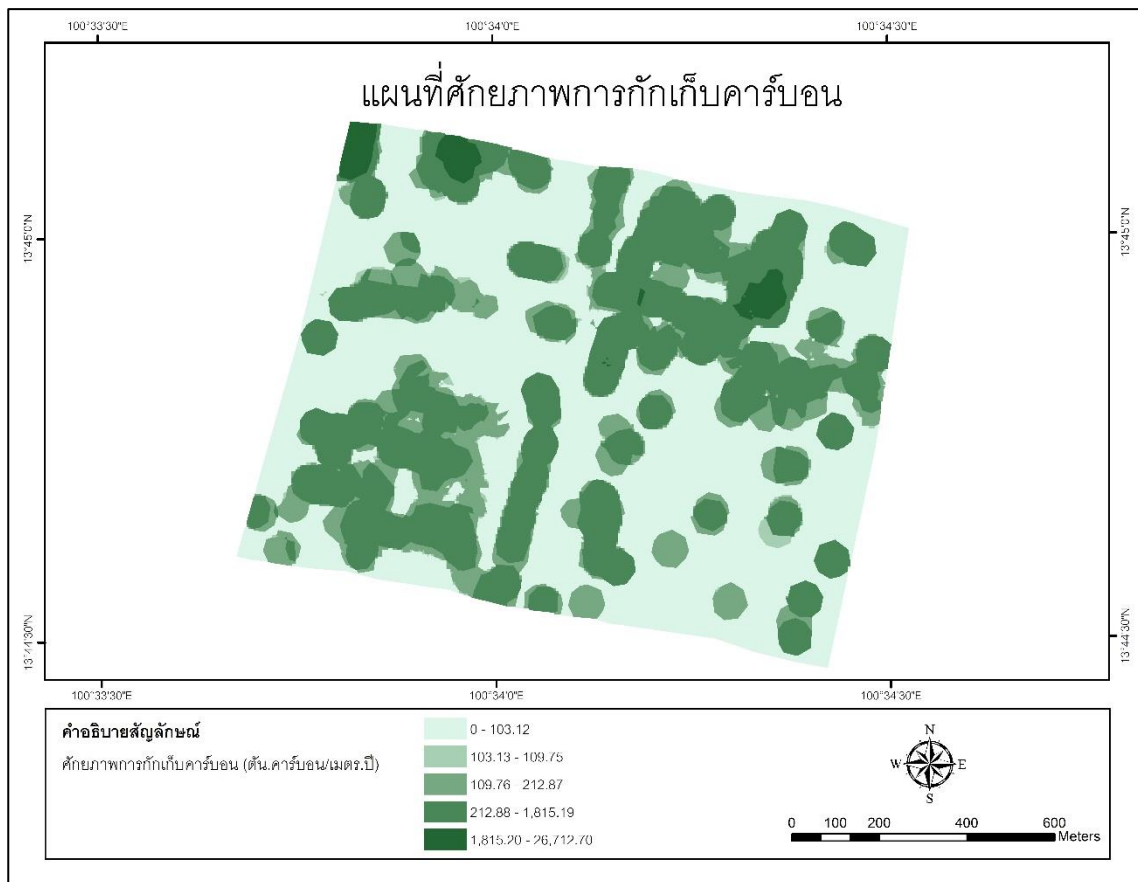 100°33'30"E 100°34'0"E 100°34'30"E
แผนที่ศักยภาพการกักเก็บคาร์บอน
13°45'0"N 13°45'0"N
13°44'30"N 13°44'30"N
100°33'30"E 100°34'0"E 100°34'30"E
คำอธิบายสัญลักษณ์
ศักยภาพการกักเก็บคาร์บอน (ตัน.คาร์บอน/เมตร.ปี)
0 - 103.12
103.13 - 109.75
109.76 - 212.87
212.88 - 1,815.19
1,815.20 - 26,712.70
N
W E
S
0 100 200 400 600
Meters